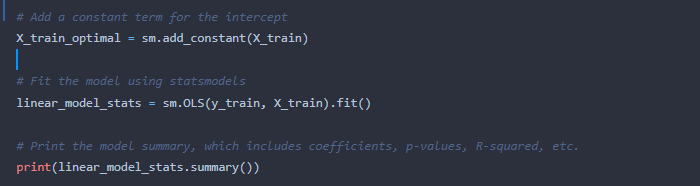 # Add a constant term for the intercept
X_train_optimal = sm.add_constant(X_train)
# Fit the model using statsmodels
linear_model_stats = sm.OLS(y_train, X_train).fit()
# Print the model summary, which includes coefficients, p-values, R-squared, etc.
print(linear_model_stats.summary())